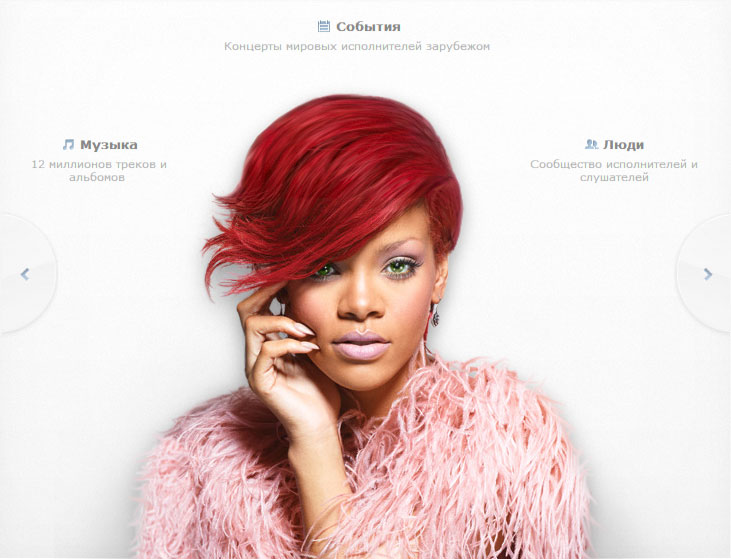 События
Концерты мировых исполнителей зарубежом
Музыка
12 миллионов треков и
альбомов
Люди
Сообщество исполнителей и
слушателей